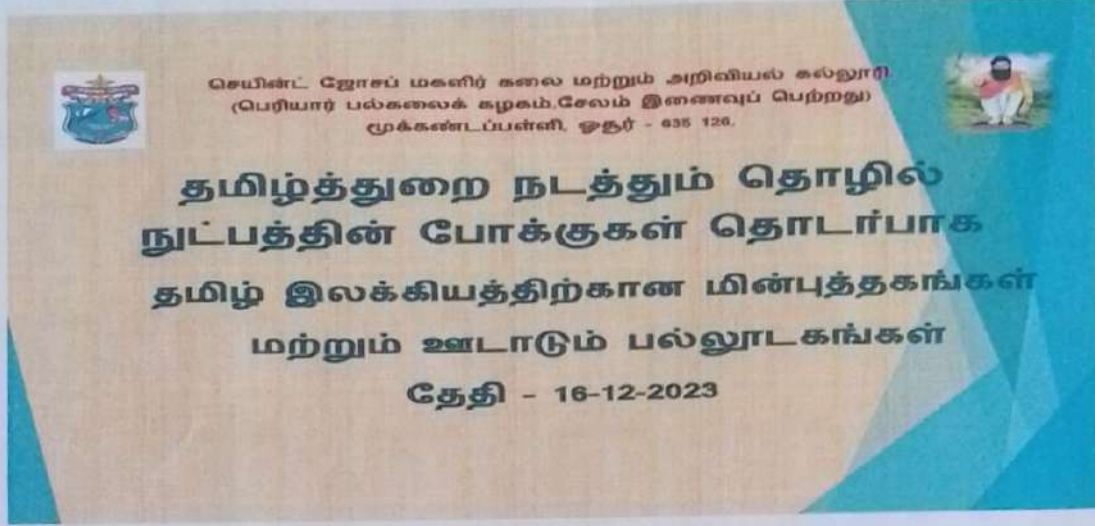 செயின்ட் ஜோசப் மகளிர் கலை மற்றும் அறிவியல் கல்லூரி.
(பெரியார் பல்கலைக் கழகம்,சேலம் இணைவுப் பெற்றது)
மூக்கண்டப்பள்ளி, ஓசூர் - 635 126.
தமிழ்த்துறை நடத்தும் தொழில்
நுட்பத்தின் போக்குகள் தொடர்பாக
தமிழ் இலக்கியத்திற்கான மின்புத்தகங்கள்
மற்றும் ஊடாடும் பல்லூடகங்கள்
தேதி - 16-12-2023